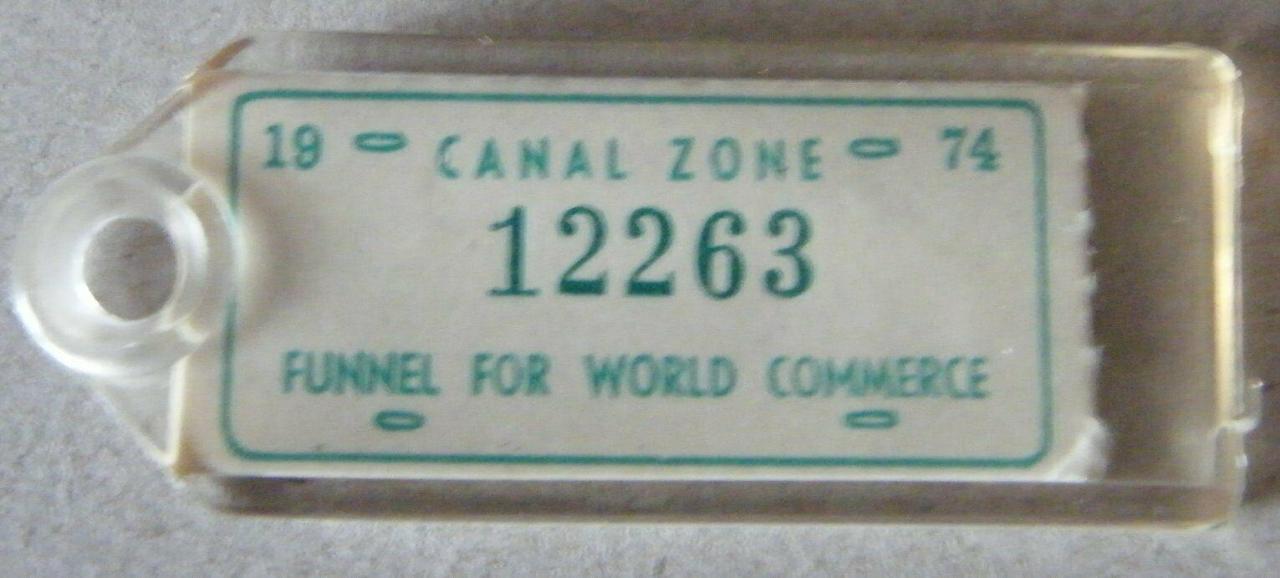 19 CANAL ZONE 74
12263
FUNNEL FOR WORLD COMMERCE